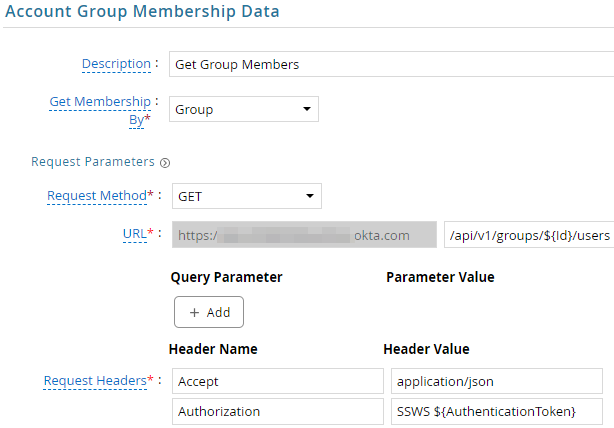 Account Group Membership Data
Description : Get Group Members
Get Membership : Group
By*
Request Parameters
Request Method* : GET
URL* : https:/ okta.com /api/v1/groups/${Id}/users
Query Parameter Parameter Value
+ Add
Header Name Header Value
Request Headers* : Accept application/json
Authorization SSWS ${AuthenticationToken}